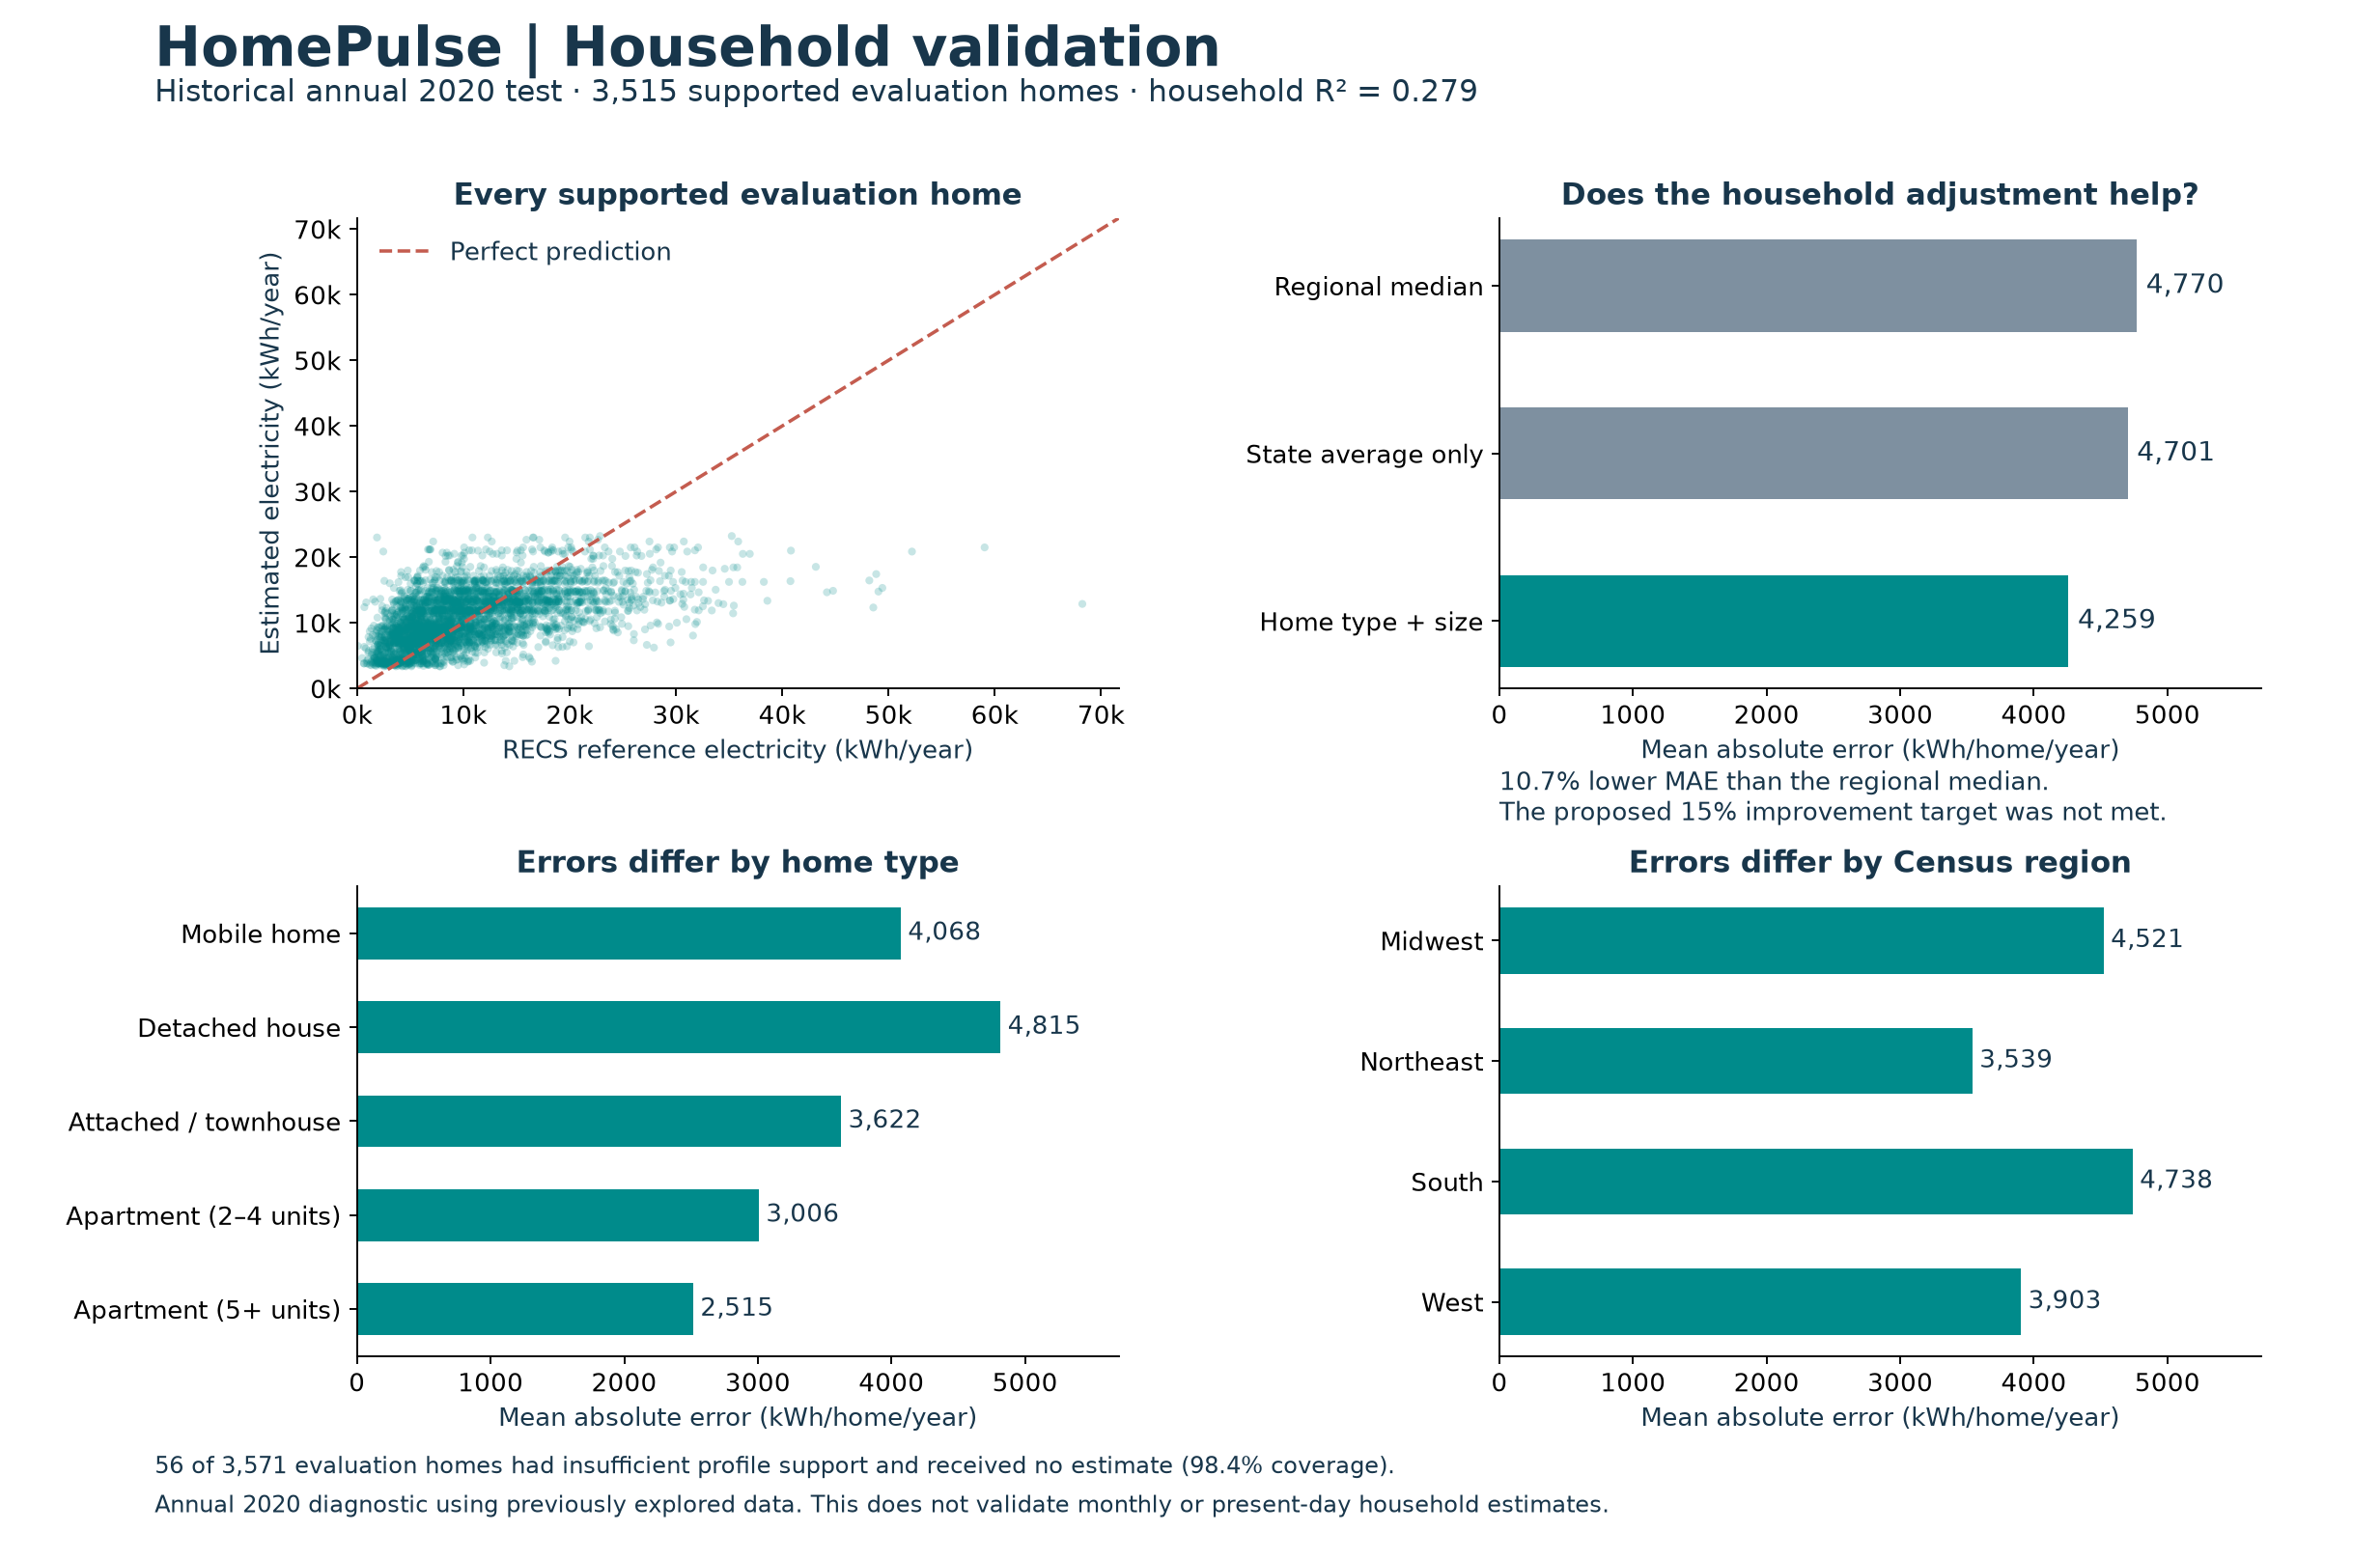 HomePulse | Household validation
Historical annual 2020 test · 3,515 supported evaluation homes · household R² = 0.279
Every supported evaluation home
Perfect prediction
Estimated electricity (kWh/year)
70k
60k
50k
40k
30k
20k
10k
0k
0k 10k 20k 30k 40k 50k 60k 70k
RECS reference electricity (kWh/year)
Does the household adjustment help?
Regional median 4,770
State average only 4,701
Home type + size 4,259
0 1000 2000 3000 4000 5000
Mean absolute error (kWh/home/year)
10.7% lower MAE than the regional median.
The proposed 15% improvement target was not met.
Errors differ by home type
Mobile home 4,068
Detached house 4,815
Attached / townhouse 3,622
Apartment (2–4 units) 3,006
Apartment (5+ units) 2,515
0 1000 2000 3000 4000 5000
Mean absolute error (kWh/home/year)
Errors differ by Census region
Midwest 4,521
Northeast 3,539
South 4,738
West 3,903
0 1000 2000 3000 4000 5000
Mean absolute error (kWh/home/year)
56 of 3,571 evaluation homes had insufficient profile support and received no estimate (98.4% coverage).
Annual 2020 diagnostic using previously explored data. This does not validate monthly or present-day household estimates.